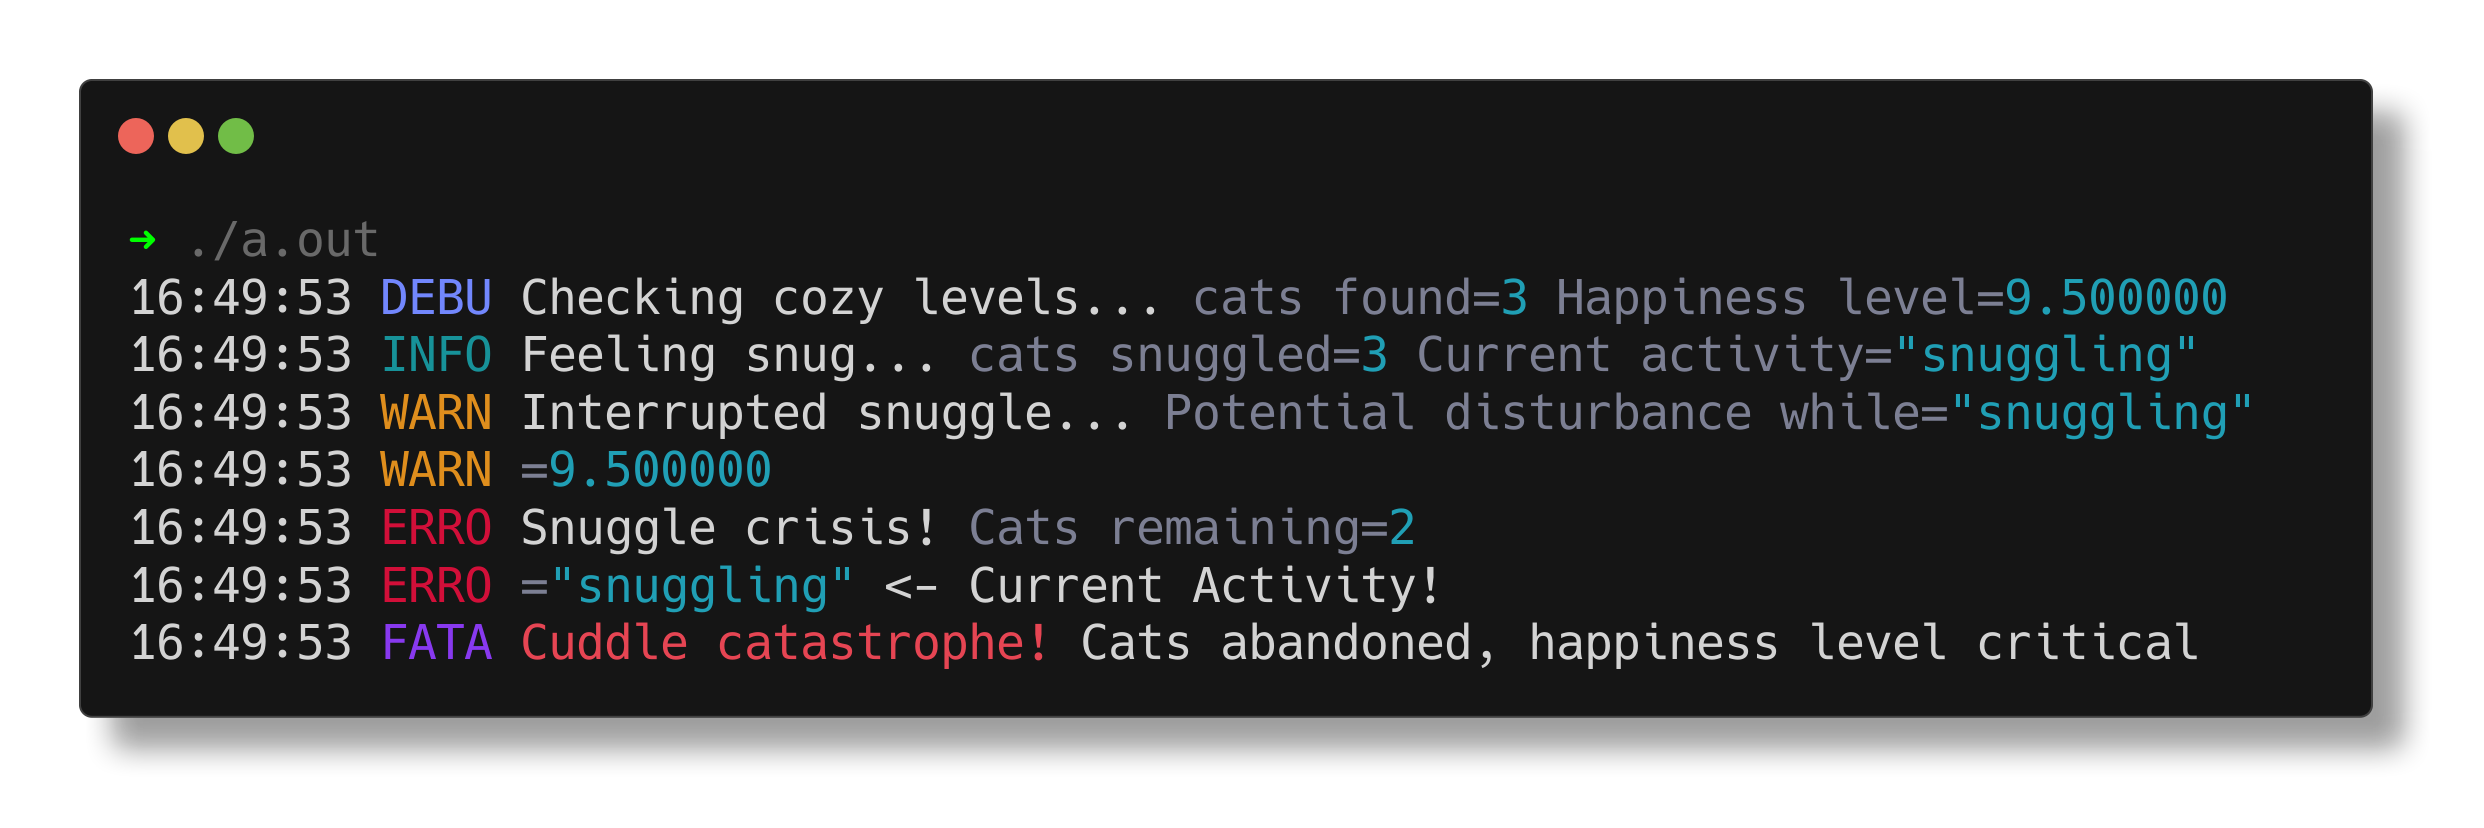 ➜ ./a.out
16:49:53 DEBU Checking cozy levels... cats found=3 Happiness level=9.500000
16:49:53 INFO Feeling snug... cats snuggled=3 Current activity="snuggling"
16:49:53 WARN Interrupted snuggle... Potential disturbance while="snuggling"
16:49:53 WARN =9.500000
16:49:53 ERRO Snuggle crisis! Cats remaining=2
16:49:53 ERRO ="snuggling" <- Current Activity!
16:49:53 FATA Cuddle catastrophe! Cats abandoned, happiness level critical